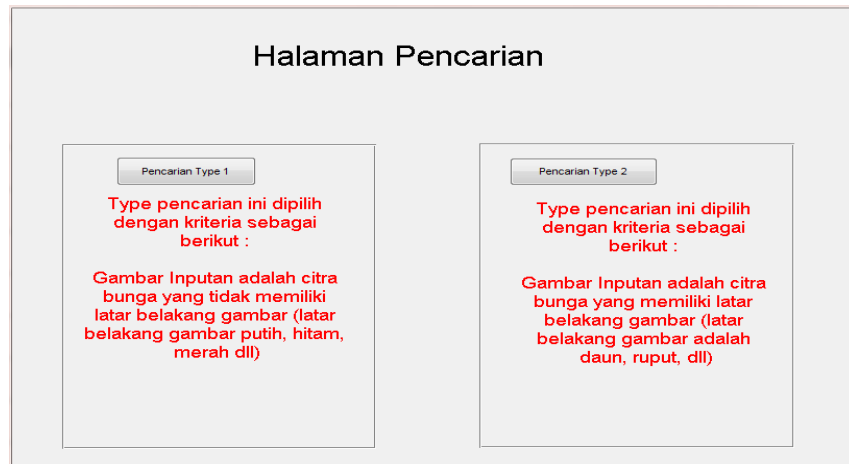 Halaman Pencarian
Pencarian Type 1
Type pencarian ini dipilih
dengan kriteria sebagai
berikut :
Gambar Inputan adalah citra
bunga yang tidak memiliki
latar belakang gambar (latar
belakang gambar putih, hitam,
merah dll)
Pencarian Type 2
Type pencarian ini dipilih
dengan kriteria sebagai
berikut :
Gambar Inputan adalah citra
bunga yang memiliki latar
belakang gambar (latar
belakang gambar adalah
daun, ruput, dll)